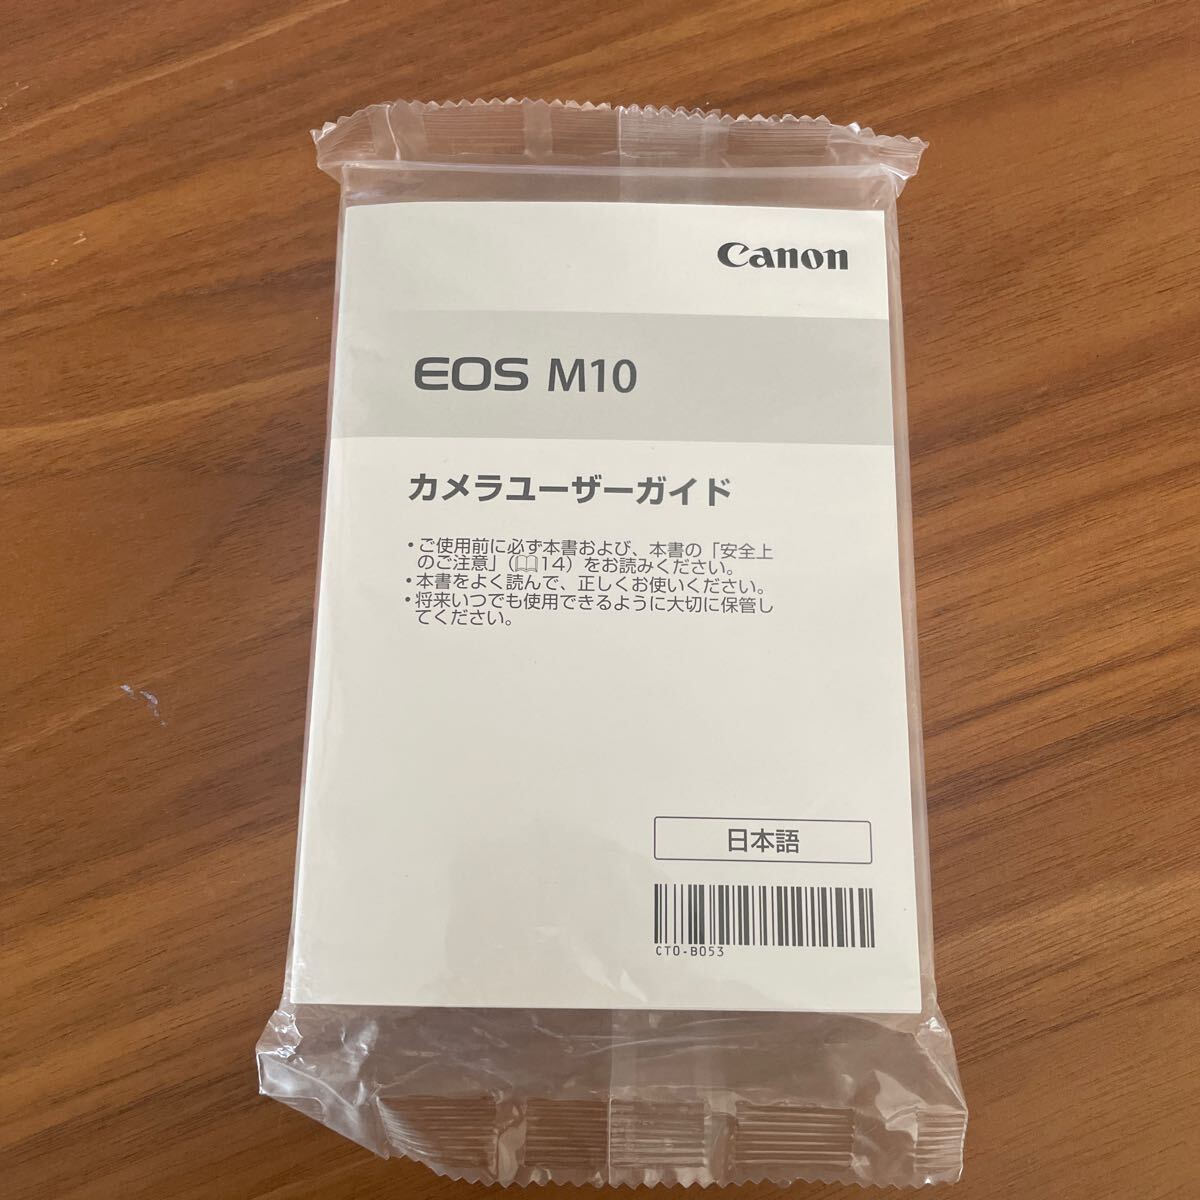 Canon
EOS M10
カメラユーザーガイド
•ご使用前に必ず本書および、本書の「安全上
のご注意」（📖14）をお読みください。
•本書をよく読んで、正しくお使いください。
•将来いつでも使用できるように大切に保管し
てください。
日本語
CT0-B053